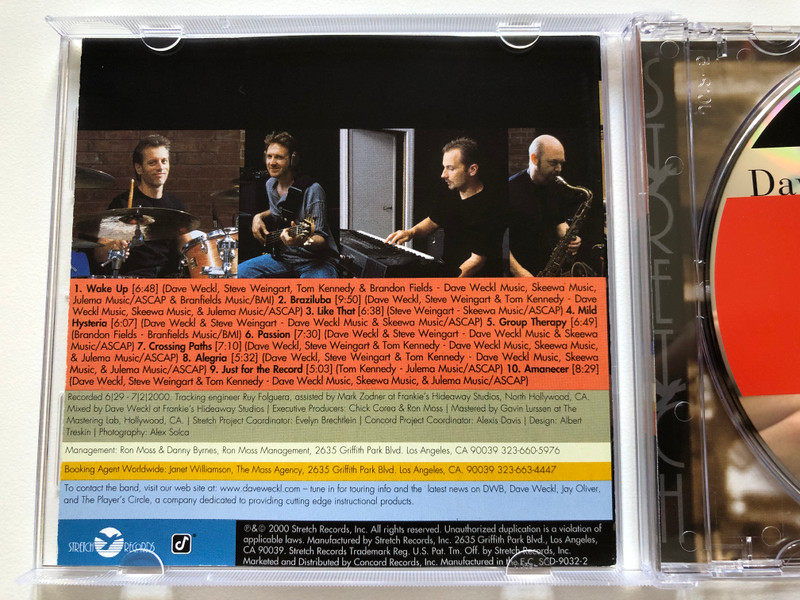 1. Wake Up [6:48] (Dave Weckl, Steve Weingart, Tom Kennedy & Brandon Fields - Dave Weckl Music, Skeewa Music,
Julema Music/ASCAP & Branfields Music/BMI) 2. Braziluba [9:50] (Dave Weckl, Steve Weingart & Tom Kennedy - Dave
Weckl Music, Skeewa Music, & Julema Music/ASCAP) 3. Like That [6:38] (Steve Weingart - Skeewa Music/ASCAP) 4. Mild
Hysteria [6:07] (Dave Weckl & Steve Weingart - Dave Weckl Music & Skeewa Music/ASCAP) 5. Group Therapy [6:49]
(Brandon Fields - Branfields Music/BMI) 6. Passion [7:30] (Dave Weckl & Steve Weingart - Dave Weckl Music & Skeewa
Music/ASCAP) 7. Crossing Paths [7:10] (Dave Weckl, Steve Weingart & Tom Kennedy - Dave Weckl Music, Skeewa Music,
& Julema Music/ASCAP) 8. Alegria [5:32] (Dave Weckl, Steve Weingart & Tom Kennedy - Dave Weckl Music, Skeewa
Music, & Julema Music/ASCAP) 9. Just for the Record [5:03] (Tom Kennedy - Julema Music/ASCAP) 10. Amanecer [8:29]
(Dave Weckl, Steve Weingart & Tom Kennedy - Dave Weckl Music, Skeewa Music, & Julema Music/ASCAP)
Recorded 6|29 - 7|2|2000. Tracking engineer Ruy Folguera, assisted by Mark Zodner at Frankie's Hideaway Studios, North Hollywood, CA.
Mixed by Dave Weckl at Frankie's Hideaway Studios | Executive Producers: Chick Corea & Ron Moss | Mastered by Gavin Lurssen at The
Mastering Lab, Hollywood, CA. | Stretch Project Coordinator: Evelyn Brechtlein | Concord Project Coordinator: Alexis Davis | Design: Albert
Treskin | Photography: Alex Solca
Management: Ron Moss & Danny Byrnes, Ron Moss Management, 2635 Griffith Park Blvd. Los Angeles, CA. 90039 323-660-5976
Booking Agent Worldwide: Janet Williamson, The Moss Agency, 2635 Griffith Park Blvd. Los Angeles, CA. 90039 323-663-4447
To contact the band, visit our web site at: www.daveweckl.com – tune in for touring info and the latest news on DWB, Dave Weckl, Jay Oliver,
and The Player's Circle, a company dedicated to providing cutting edge instructional products.
STRETCH RECORDS
℗&© 2000 Stretch Records, Inc. All rights reserved. Unauthorized duplication is a violation of
applicable laws. Manufactured by Stretch Records, Inc. 2635 Griffith Park Blvd., Los Angeles,
CA 90039. Stretch Records Trademark Reg. U.S. Pat. Tm. Off. by Stretch Records, Inc.
Marketed and Distributed by Concord Records, Inc. Manufactured in the E.C. SCD-9032-2
STRETCH
Dav